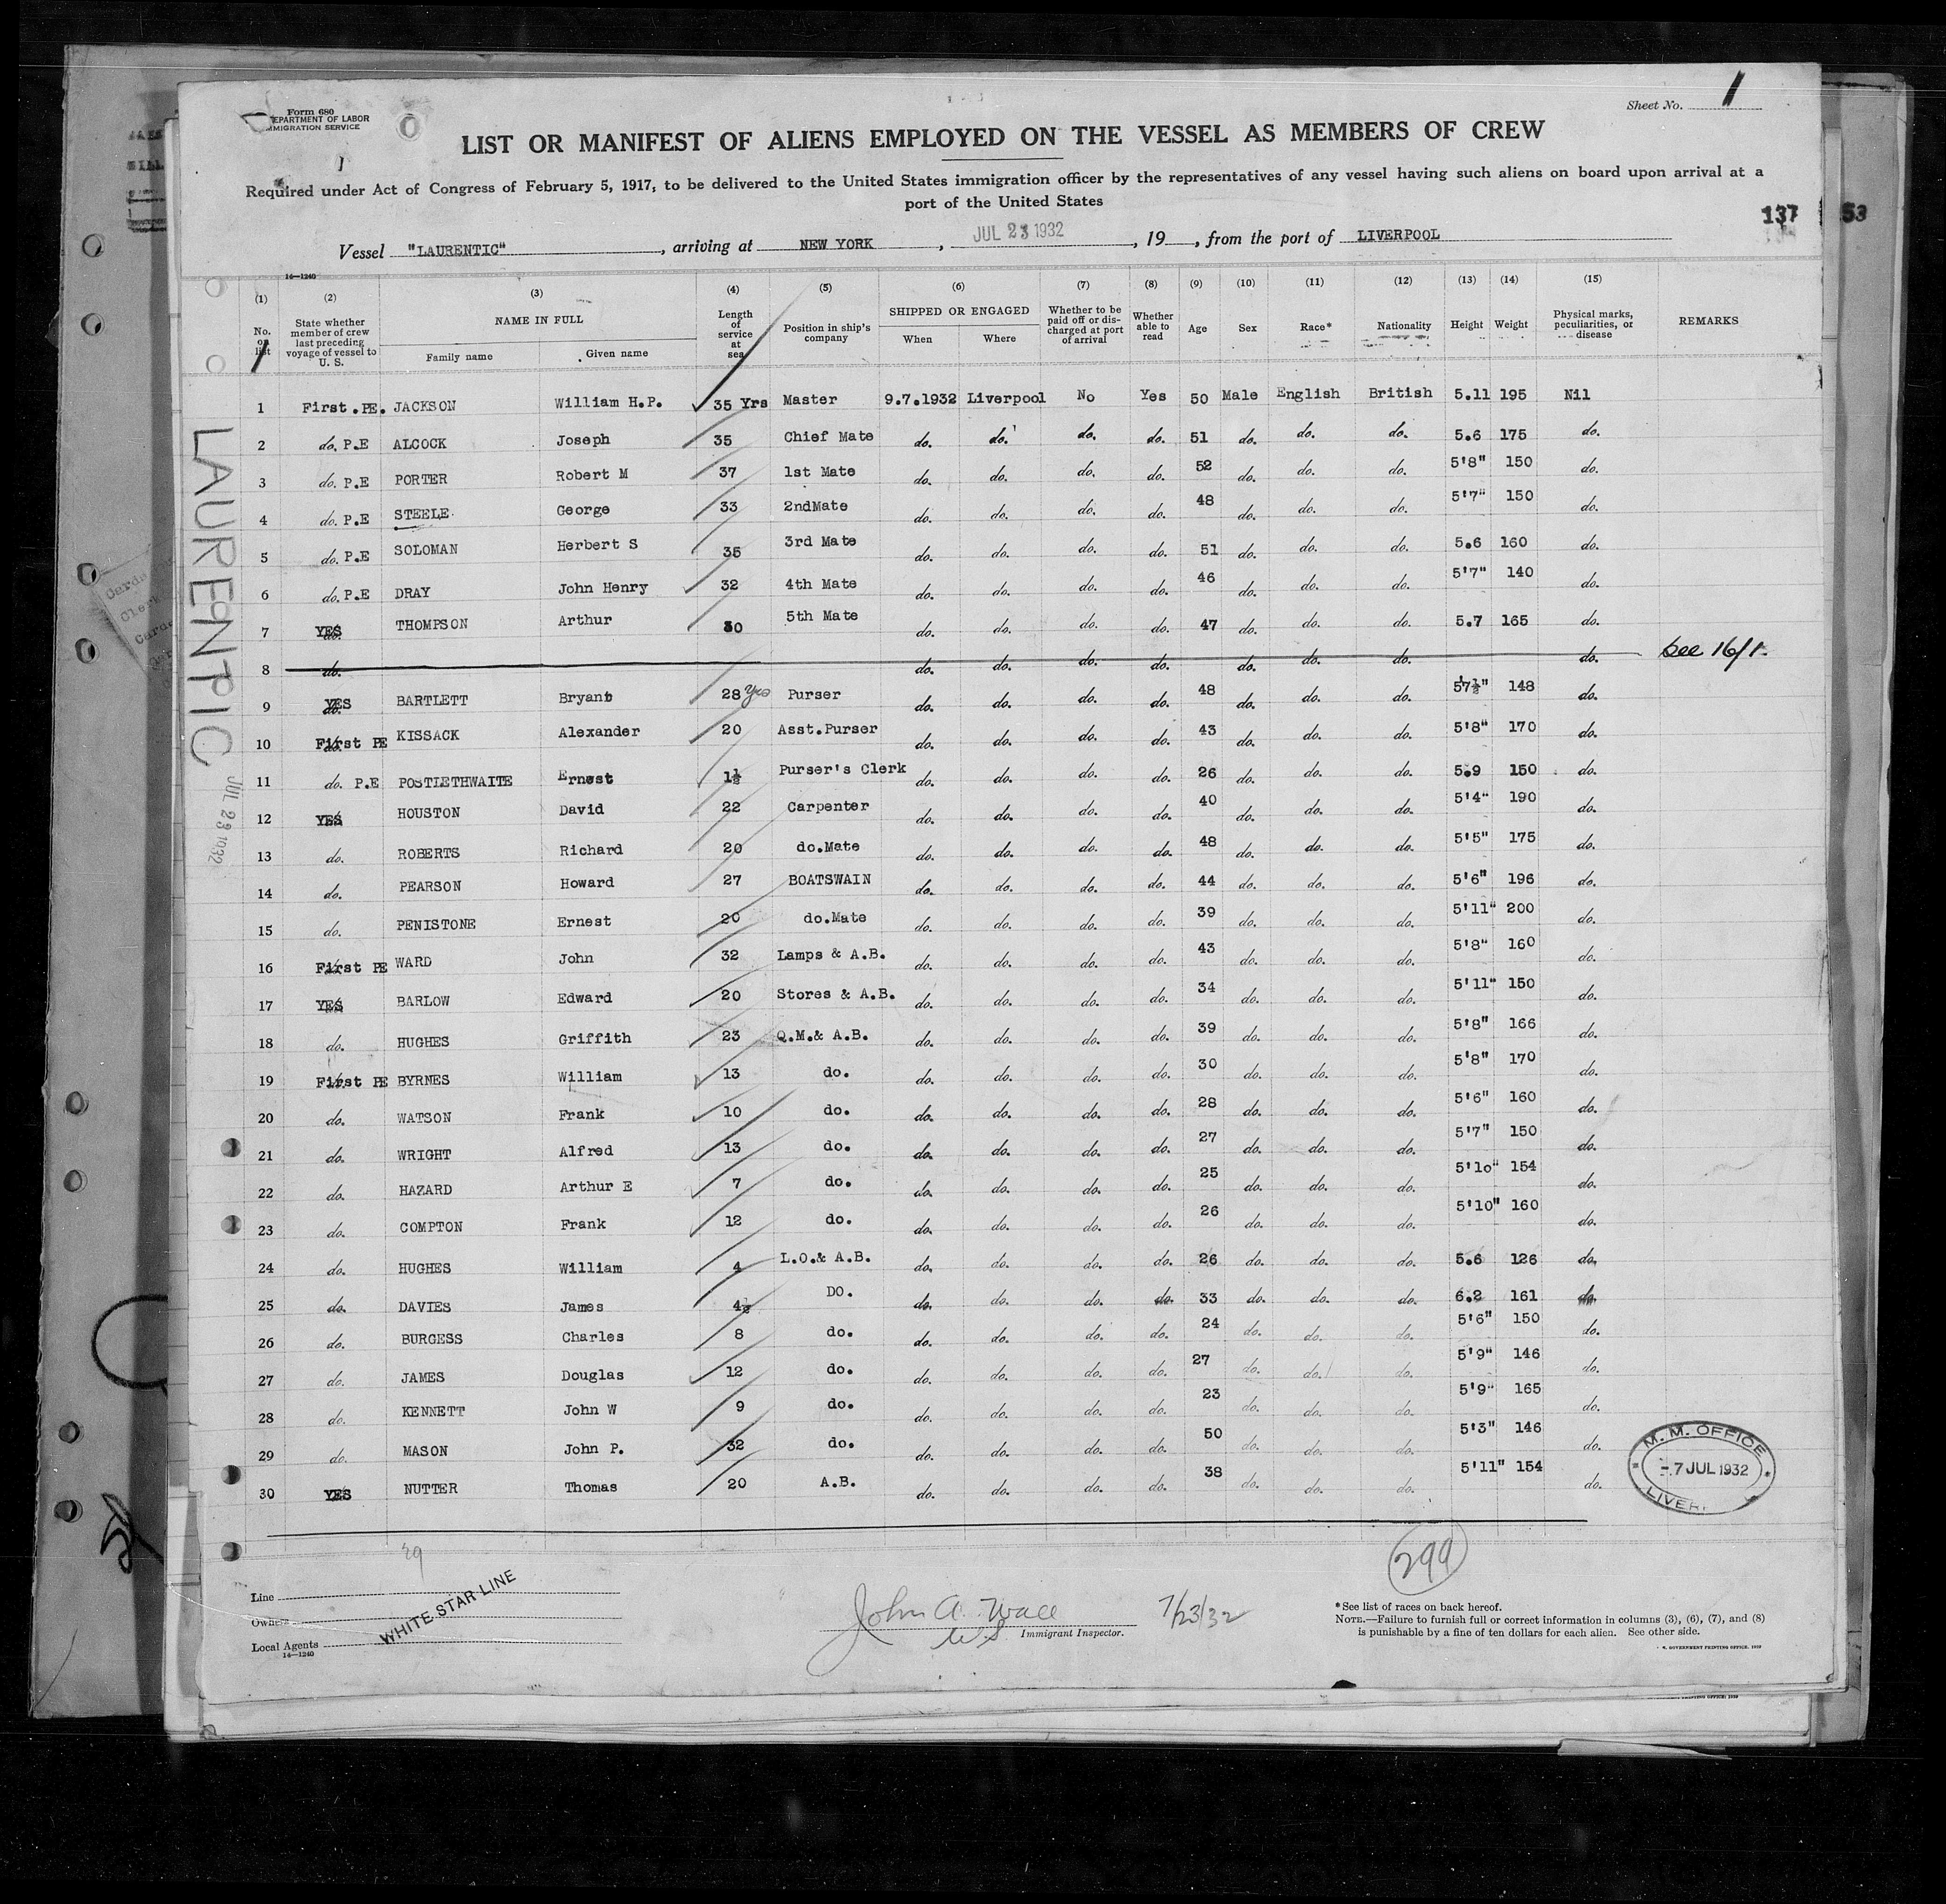 Form 680
DEPARTMENT OF LABOR
IMMIGRATION SERVICE
Sheet No. 1
LIST OR MANIFEST OF ALIENS EMPLOYED ON THE VESSEL AS MEMBERS OF CREW
Required under Act of Congress of February 5, 1917, to be delivered to the United States immigration officer by the representatives of any vessel having such aliens on board upon arrival at a
port of the United States
137 53
Vessel "LAURENTIC", arriving at NEW YORK, JUL 23 1932, 19 , from the port of LIVERPOOL
14—1240
(1) (2) (3) (4) (5) (6) (7) (8) (9) (10) (11) (12) (13) (14) (15)
No. on list State whether member of crew last preceding voyage of vessel to U. S. NAME IN FULL Family name Given name Length of service at sea Position in ship's company SHIPPED OR ENGAGED When Where Whether to be paid off or discharged at port of arrival Whether able to read Age Sex Race* Nationality Height Weight Physical marks, peculiarities, or disease REMARKS
1 First.PE. JACKSON William H.P. 35 Yrs Master 9.7.1932 Liverpool No Yes 50 Male English British 5.11 195 Nil
2 do. P.E ALCOCK Joseph 35 Chief Mate do. do. do. do. 51 do. do. do. 5.6 175 do.
3 do. P.E PORTER Robert M 37 1st Mate do. do. do. do. 52 do. do. do. 5'8" 150 do.
4 do. P.E STEELE George 33 2ndMate do. do. do. do. 48 do. do. do. 5'7" 150 do.
5 do. P.E SOLOMAN Herbert S 35 3rd Mate do. do. do. do. 51 do. do. do. 5.6 160 do.
6 do. P.E DRAY John Henry 32 4th Mate do. do. do. do. 46 do. do. do. 5'7" 140 do.
7 YES THOMPSON Arthur 30 5th Mate do. do. do. do. 47 do. do. do. 5.7 165 do.
8 do. do. do. do. do. do. do. do. do. See 16/1.
9 YES BARTLETT Bryant 28 yrs Purser do. do. do. do. 48 do. do. do. 5'7½" 148 do.
10 First PE KISSACK Alexander 20 Asst.Purser do. do. do. do. 43 do. do. do. 5'8" 170 do.
11 do. P.E POSTLETHWAITE Ernest 1½ Purser's Clerk do. do. do. do. 26 do. do. do. 5.9 150 do.
12 YES HOUSTON David 22 Carpenter do. do. do. do. 40 do. do. do. 5'4" 190 do.
13 do. ROBERTS Richard 20 do.Mate do. do. do. do. 48 do. do. do. 5'5" 175 do.
14 do. PEARSON Howard 27 BOATSWAIN do. do. do. do. 44 do. do. do. 5'6" 196 do.
15 do. PENISTONE Ernest 20 do.Mate do. do. do. do. 39 do. do. do. 5'11" 200 do.
16 First PE WARD John 32 Lamps & A.B. do. do. do. do. 43 do. do. do. 5'8" 160 do.
17 YES BARLOW Edward 20 Stores & A.B. do. do. do. do. 34 do. do. do. 5'11" 150 do.
18 do. HUGHES Griffith 23 Q.M.& A.B. do. do. do. do. 39 do. do. do. 5'8" 166 do.
19 First PE BYRNES William 13 do. do. do. do. do. 30 do. do. do. 5'8" 170 do.
20 do. WATSON Frank 10 do. do. do. do. do. 28 do. do. do. 5'6" 160 do.
21 do. WRIGHT Alfred 13 do. do. do. do. do. 27 do. do. do. 5'7" 150 do.
22 do. HAZARD Arthur E 7 do. do. do. do. do. 25 do. do. do. 5'10" 154 do.
23 do. COMPTON Frank 12 do. do. do. do. do. 26 do. do. do. 5'10" 160 do.
24 do. HUGHES William 4 L.O.& A.B. do. do. do. do. 26 do. do. do. 5.6 126 do.
25 do. DAVIES James 4½ DO. do. do. do. do. 33 do. do. do. 6.2 161 do.
26 do. BURGESS Charles 8 do. do. do. do. do. 24 do. do. do. 5'6" 150 do.
27 do. JAMES Douglas 12 do. do. do. do. do. 27 do. do. do. 5'9" 146 do.
28 do. KENNETT John W 9 do. do. do. do. do. 23 do. do. do. 5'9" 165 do.
29 do. MASON John P. 32 do. do. do. do. do. 50 do. do. do. 5'3" 146 do.
30 YES NUTTER Thomas 20 A.B. do. do. do. do. 38 do. do. do. 5'11" 154 do.
LAURENTIC
JUL 23 1932
M. M. OFFICE
-7 JUL 1932
29
299
Line
Owners
Local Agents
WHITE STAR LINE
14—1240
John A. Wall
Immigrant Inspector.
7/23/32
*See list of races on back hereof.
NOTE.—Failure to furnish full or correct information in columns (3), (6), (7), and (8)
is punishable by a fine of ten dollars for each alien. See other side.
GOVERNMENT PRINTING OFFICE: 1929